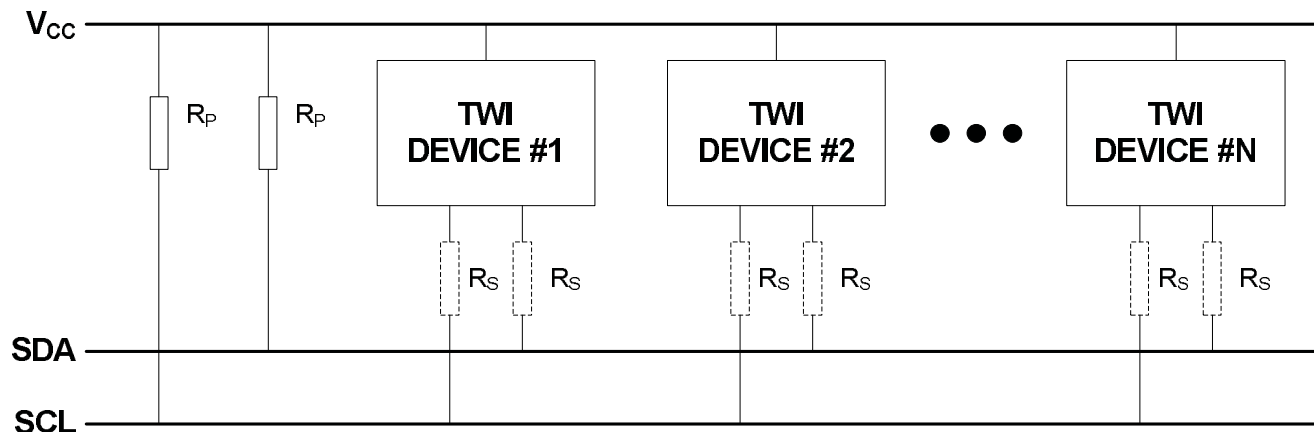 VCC
RP
RP
TWI
DEVICE #1
TWI
DEVICE #2
TWI
DEVICE #N
RS
RS
RS
RS
RS
RS
SDA
SCL